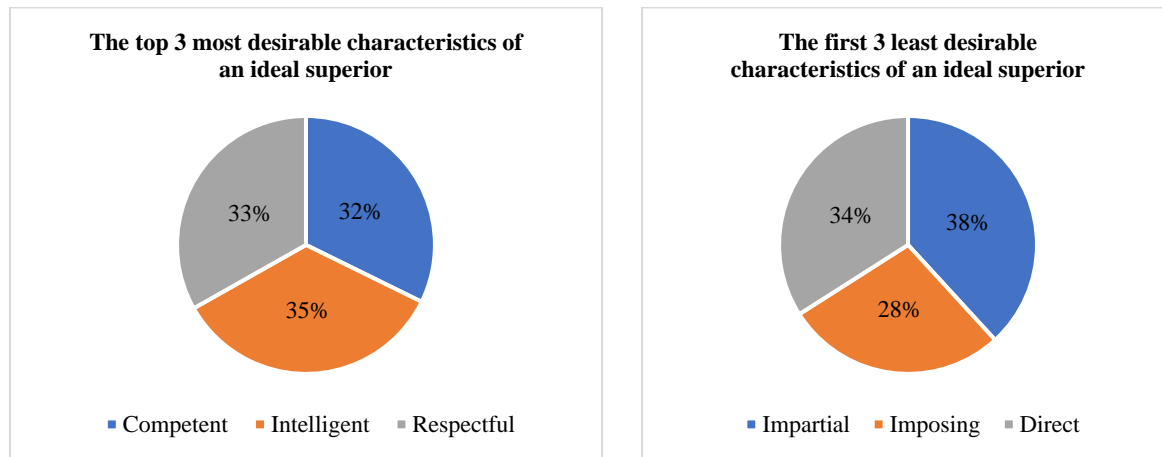 The top 3 most desirable characteristics of
an ideal superior
33%
32%
35%
Competent Intelligent Respectful
The first 3 least desirable
characteristics of an ideal superior
34%
38%
28%
Impartial Imposing Direct